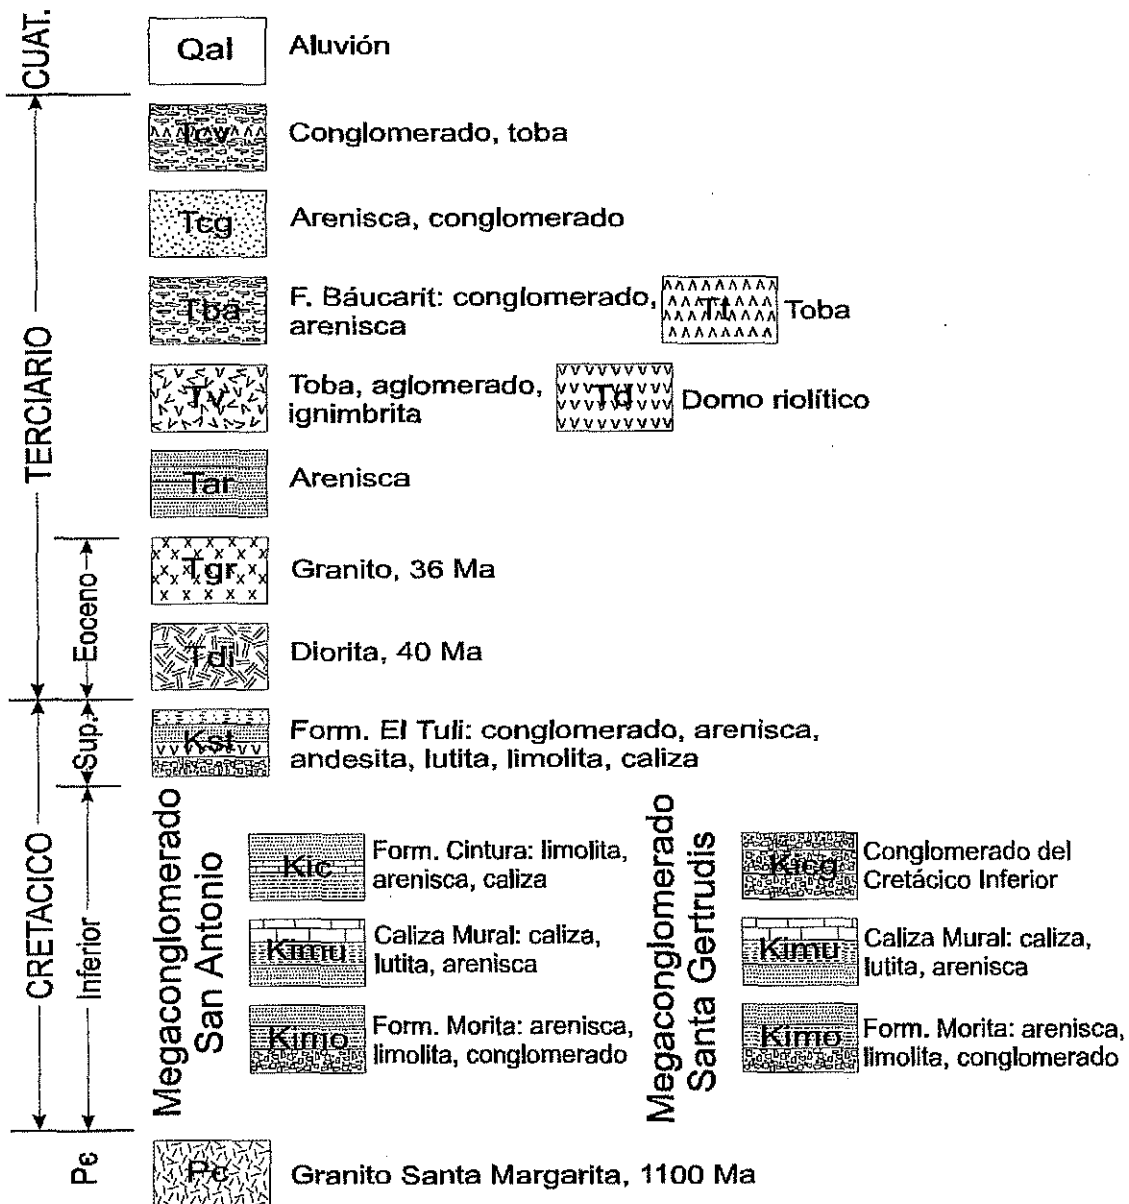 CUAT.
Qal
Aluvión
Tcv
Conglomerado, toba
Tcg
Arenisca, conglomerado
TERCIARIO
Tba
F. Báucarit: conglomerado,
arenisca
Tt
Toba
Tv
Toba, aglomerado,
ignimbrita
Td
Domo riolítico
Tar
Arenisca
Eoceno
Tgr
Granito, 36 Ma
Tdi
Diorita, 40 Ma
CRETACICO
Sup.
Kst
Form. El Tuli: conglomerado, arenisca,
andesita, lutita, limolita, caliza
Inferior
Megaconglomerado
San Antonio
Kic
Form. Cintura: limolita,
arenisca, caliza
Kimu
Caliza Mural: caliza,
lutita, arenisca
Kimo
Form. Morita: arenisca,
limolita, conglomerado
Megaconglomerado
Santa Gertrudis
Kicg
Conglomerado del
Cretácico Inferior
Kimu
Caliza Mural: caliza,
lutita, arenisca
Kimo
Form. Morita: arenisca,
limolita, conglomerado
Pє
Pє
Granito Santa Margarita, 1100 Ma